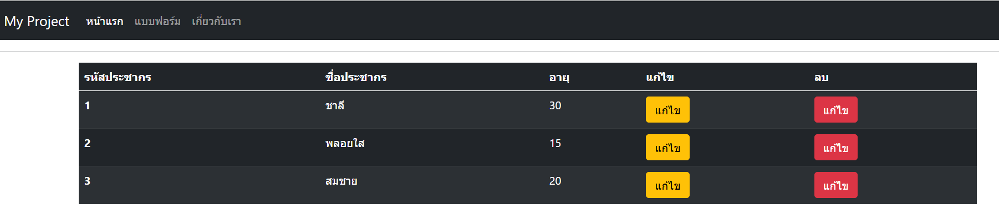 My Project หน้าแรก แบบฟอร์ม เกี่ยวกับเรา
รหัสประชากร ชื่อประชากร อายุ แก้ไข ลบ
1 ชาลี 30 แก้ไข แก้ไข
2 พลอยใส 15 แก้ไข แก้ไข
3 สมชาย 20 แก้ไข แก้ไข